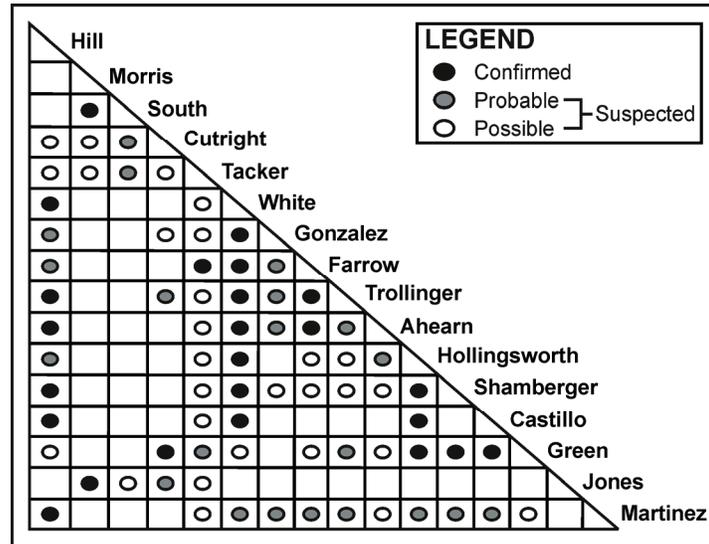 Hill
Morris
South
Cutright
Tacker
White
Gonzalez
Farrow
Trollinger
Ahearn
Hollingsworth
Shamberger
Castillo
Green
Jones
Martinez
LEGEND
Confirmed
Probable
Suspected
Possible